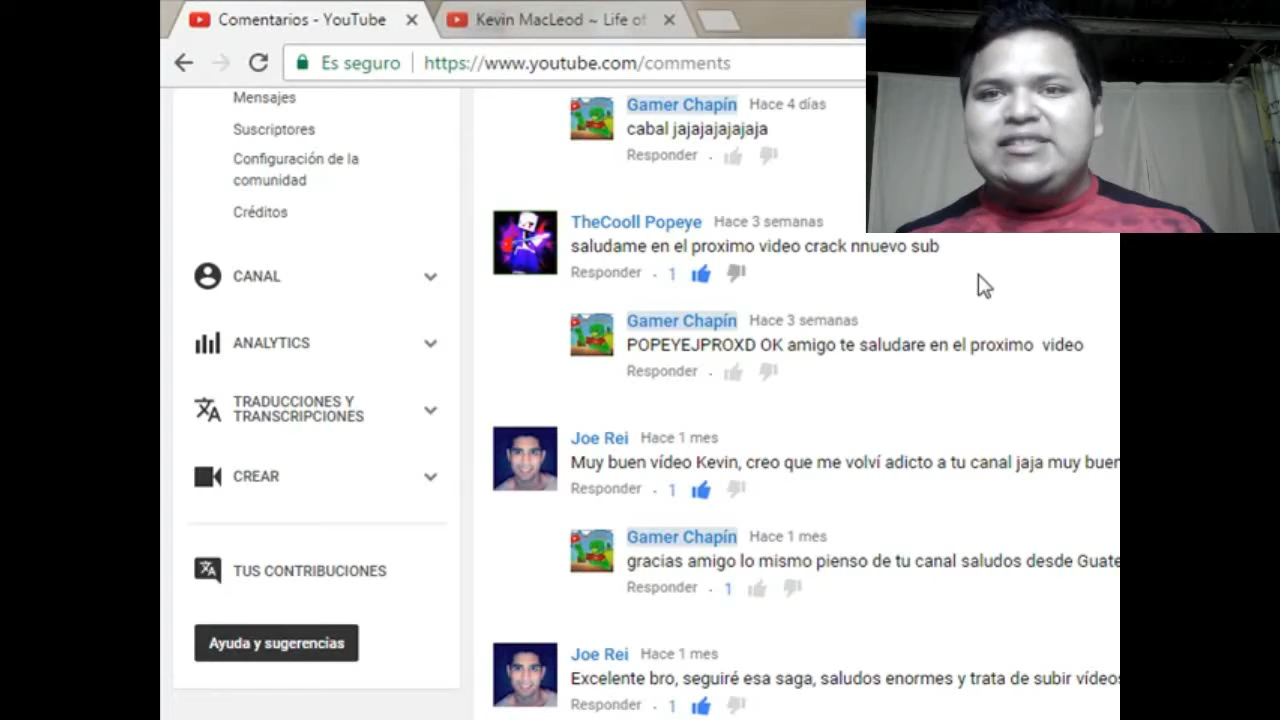 Comentarios - YouTube
Kevin MacLeod ~ Life of
Es seguro
https://www.youtube.com/comments
Mensajes
Suscriptores
Configuración de la
comunidad
Créditos
CANAL
ANALYTICS
TRADUCCIONES Y
TRANSCRIPCIONES
CREAR
TUS CONTRIBUCIONES
Ayuda y sugerencias
Gamer Chapín Hace 4 días
cabal jajajajajajaja
Responder .
TheCooll Popeye Hace 3 semanas
saludame en el proximo video crack nnuevo sub
Responder . 1
Gamer Chapín Hace 3 semanas
POPEYEJPROXD OK amigo te saludare en el proximo video
Responder .
Joe Rei Hace 1 mes
Muy buen vídeo Kevin, creo que me volví adicto a tu canal jaja muy buen
Responder . 1
Gamer Chapín Hace 1 mes
gracias amigo lo mismo pienso de tu canal saludos desde Guate
Responder . 1
Joe Rei Hace 1 mes
Excelente bro, seguiré esa saga, saludos enormes y trata de subir vídeos
Responder . 1